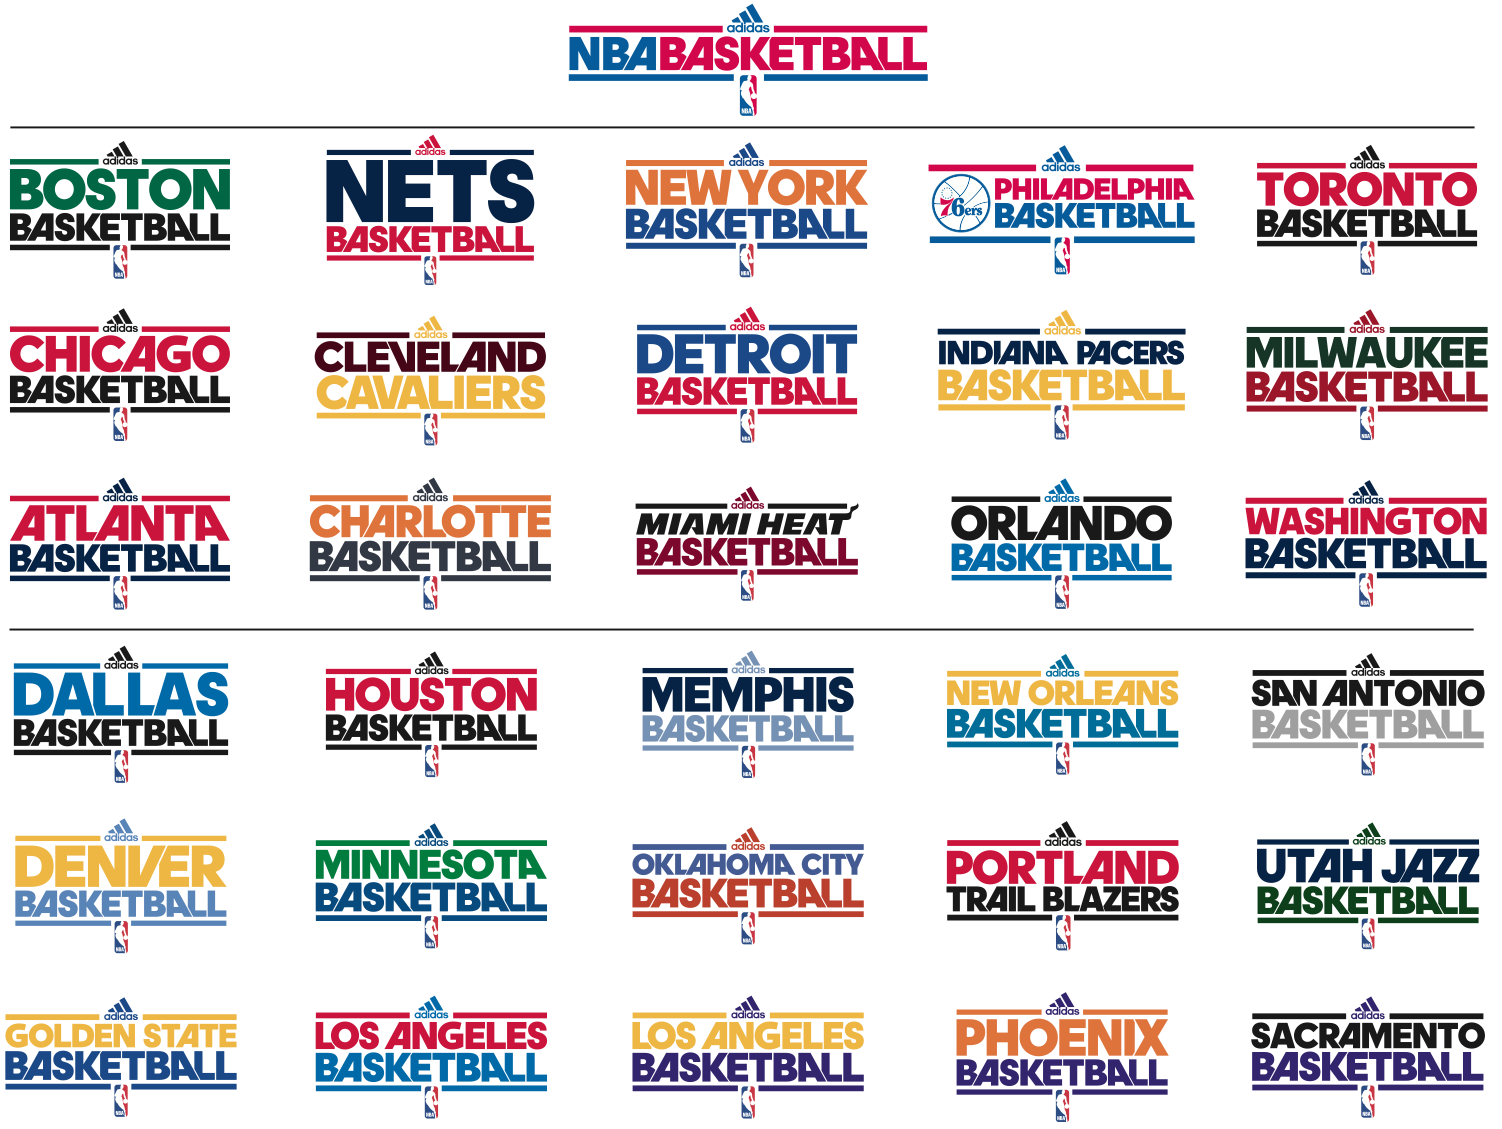 adidas
NBABASKETBALL
NBA
adidas
BOSTON
BASKETBALL
NBA
adidas
NETS
BASKETBALL
NBA
adidas
NEW YORK
BASKETBALL
NBA
adidas
76ers
PHILADELPHIA
BASKETBALL
NBA
adidas
TORONTO
BASKETBALL
NBA
adidas
CHICAGO
BASKETBALL
NBA
adidas
CLEVELAND
CAVALIERS
NBA
adidas
DETROIT
BASKETBALL
NBA
adidas
INDIANA PACERS
BASKETBALL
NBA
adidas
MILWAUKEE
BASKETBALL
NBA
adidas
ATLANTA
BASKETBALL
NBA
adidas
CHARLOTTE
BASKETBALL
NBA
adidas
MIAMI HEAT
BASKETBALL
NBA
adidas
ORLANDO
BASKETBALL
NBA
adidas
WASHINGTON
BASKETBALL
NBA
adidas
DALLAS
BASKETBALL
NBA
adidas
HOUSTON
BASKETBALL
NBA
adidas
MEMPHIS
BASKETBALL
NBA
adidas
NEW ORLEANS
BASKETBALL
NBA
adidas
SAN ANTONIO
BASKETBALL
NBA
adidas
DENVER
BASKETBALL
NBA
adidas
MINNESOTA
BASKETBALL
NBA
adidas
OKLAHOMA CITY
BASKETBALL
NBA
adidas
PORTLAND
TRAIL BLAZERS
NBA
adidas
UTAH JAZZ
BASKETBALL
NBA
adidas
GOLDEN STATE
BASKETBALL
NBA
adidas
LOS ANGELES
BASKETBALL
NBA
adidas
LOS ANGELES
BASKETBALL
NBA
adidas
PHOENIX
BASKETBALL
NBA
adidas
SACRAMENTO
BASKETBALL
NBA